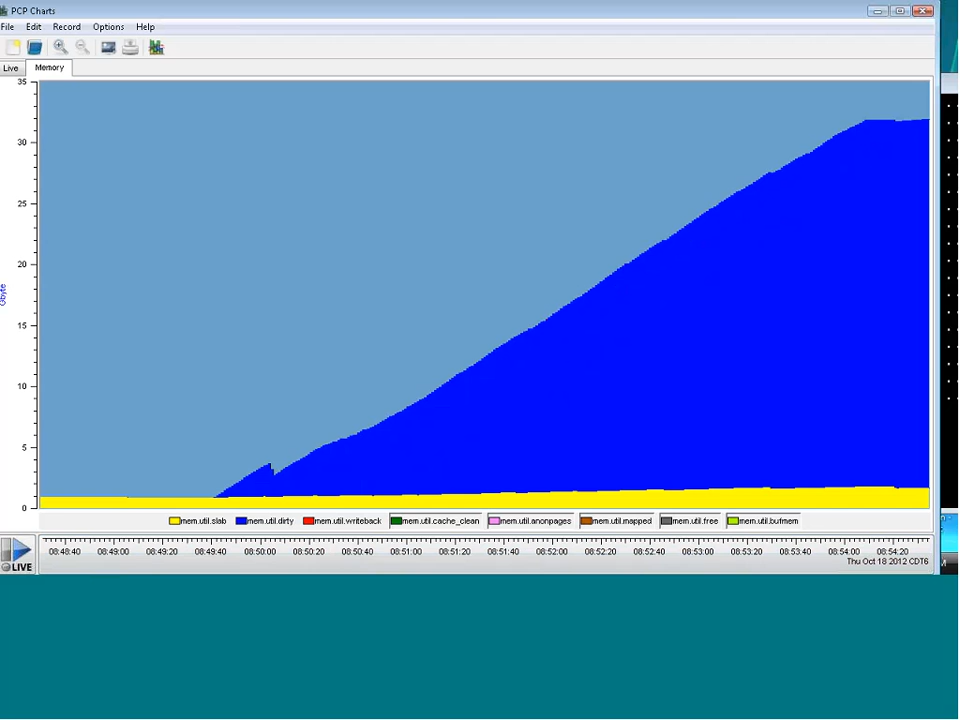 PCP Charts
File Edit Record Options Help
Live Memory
35
30
25
20
15
10
5
0
Gbyte
mem.util.slab mem.util.dirty mem.util.writeback mem.util.cache_clean mem.util.anonpages mem.util.mapped mem.util.free mem.util.bufmem
LIVE
08:48:40 08:49:00 08:49:20 08:49:40 08:50:00 08:50:20 08:50:40 08:51:00 08:51:20 08:51:40 08:52:00 08:52:20 08:52:40 08:53:00 08:53:20 08:53:40 08:54:00 08:54:20
Thu Oct 18 2012 CDT6